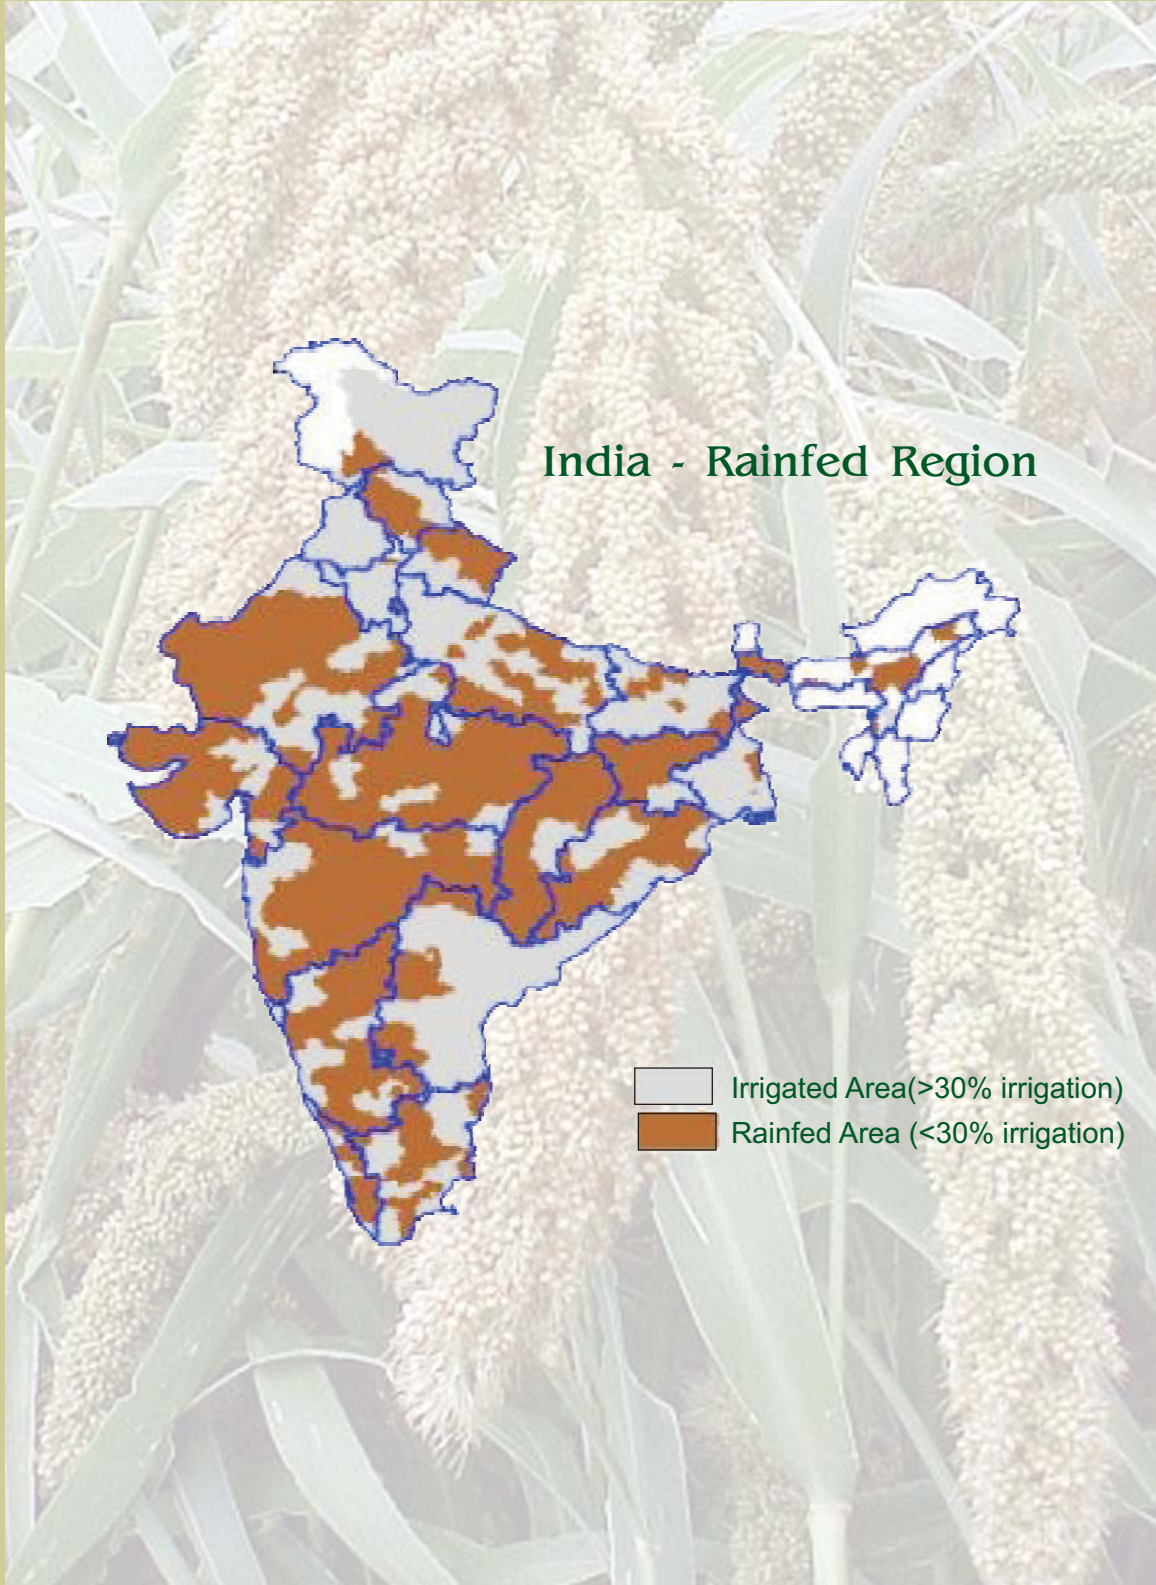 India - Rainfed Region
Irrigated Area(>30% irrigation)
Rainfed Area (<30% irrigation)